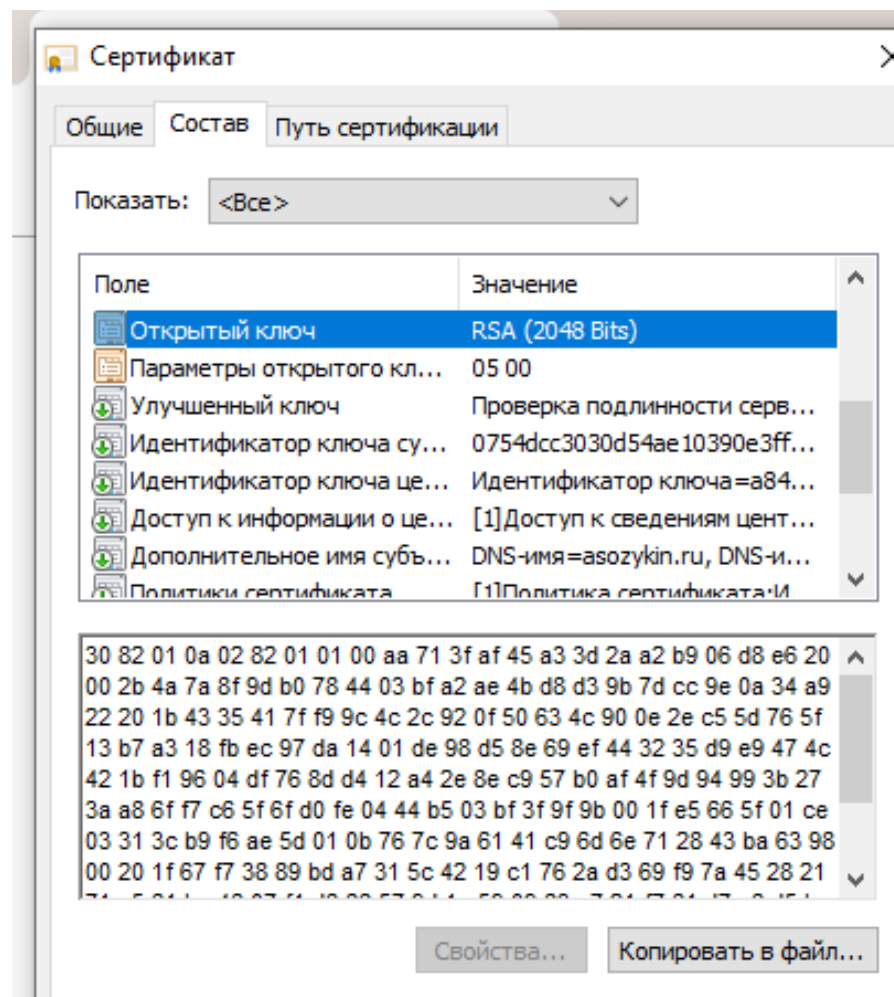 Сертификат
Общие Состав Путь сертификации
Показать: <Все>
Поле Значение
Открытый ключ RSA (2048 Bits)
Параметры открытого кл... 05 00
Улучшенный ключ Проверка подлинности серв...
Идентификатор ключа су... 0754dcc3030d54ae10390e3ff...
Идентификатор ключа це... Идентификатор ключа=a84...
Доступ к информации о це... [1]Доступ к сведениям цент...
Дополнительное имя субъ... DNS-имя=asozykin.ru, DNS-и...
Политики сертификата [1]Политика сертификата:И
30 82 01 0a 02 82 01 01 00 aa 71 3f af 45 a3 3d 2a a2 b9 06 d8 e6 20
00 2b 4a 7a 8f 9d b0 78 44 03 bf a2 ae 4b d8 d3 9b 7d cc 9e 0a 34 a9
22 20 1b 43 35 41 7f f9 9c 4c 2c 92 0f 50 63 4c 90 0e 2e c5 5d 76 5f
13 b7 a3 18 fb ec 97 da 14 01 de 98 d5 8e 69 ef 44 32 35 d9 e9 47 4c
42 1b f1 96 04 df 76 8d d4 12 a4 2e 8e c9 57 b0 af 4f 9d 94 99 3b 27
3a a8 6f f7 c6 5f 6f d0 fe 04 44 b5 03 bf 3f 9f 9b 00 1f e5 66 5f 01 ce
03 31 3c b9 f6 ae 5d 01 0b 76 7c 9a 61 41 c9 6d 6e 71 28 43 ba 63 98
00 20 1f 67 f7 38 89 bd a7 31 5c 42 19 c1 76 2a d3 69 f9 7a 45 28 21
Свойства... Копировать в файл...